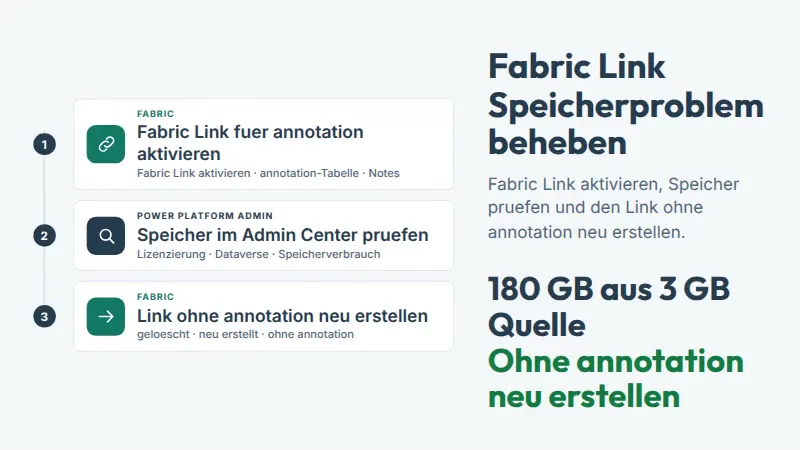 1
FABRIC
Fabric Link fuer annotation
aktivieren
Fabric Link aktivieren · annotation-Tabelle · Notes
2
POWER PLATFORM ADMIN
Speicher im Admin Center pruefen
Lizenzierung · Dataverse · Speicherverbrauch
3
FABRIC
Link ohne annotation neu erstellen
geloescht · neu erstellt · ohne annotation
Fabric Link
Speicherproblem
beheben
Fabric Link aktivieren, Speicher
pruefen und den Link ohne
annotation neu erstellen.
180 GB aus 3 GB
Quelle
Ohne annotation
neu erstellen